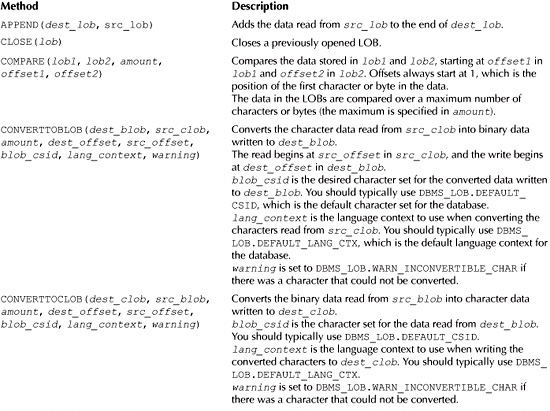 Method Description
APPEND(dest_lob, src_lob) Adds the data read from src_lob to the end of dest_lob.
CLOSE(lob) Closes a previously opened LOB.
COMPARE(lob1, lob2, amount, Compares the data stored in lob1 and lob2, starting at offset1 in
offset1, offset2) lob1 and offset2 in lob2. Offsets always start at 1, which is the
position of the first character or byte in the data.
The data in the LOBs are compared over a maximum number of
characters or bytes (the maximum is specified in amount).
CONVERTTOBLOB(dest_blob, src_clob, Converts the character data read from src_clob into binary data
amount, dest_offset, src_offset, written to dest_blob.
blob_csid, lang_context, warning) The read begins at src_offset in src_clob, and the write begins
at dest_offset in dest_blob.
blob_csid is the desired character set for the converted data written
to dest_blob. You should typically use DBMS_LOB.DEFAULT_
CSID, which is the default character set for the database.
lang_context is the language context to use when converting the
characters read from src_clob. You should typically use DBMS_
LOB.DEFAULT_LANG_CTX, which is the default language context for
the database.
warning is set to DBMS_LOB.WARN_INCONVERTIBLE_CHAR if
there was a character that could not be converted.
CONVERTTOCLOB(dest_clob, src_blob, Converts the binary data read from src_blob into character data
amount, dest_offset, src_offset, written to dest_clob.
blob_csid, lang_context, warning) blob_csid is the character set for the data read from dest_blob.
You should typically use DBMS_LOB.DEFAULT_CSID.
lang_context is the language context to use when writing the
converted characters to dest_clob. You should typically use DBMS_
LOB.DEFAULT_LANG_CTX.
warning is set to DBMS_LOB.WARN_INCONVERTIBLE_CHAR if
there was a character that could not be converted.